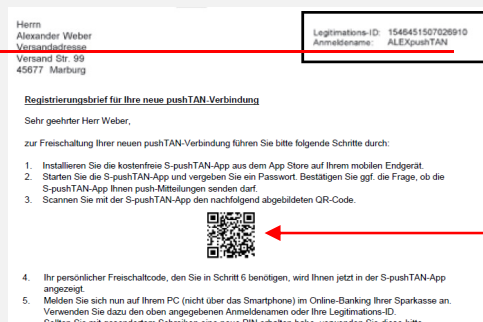 Herrn
Alexander Weber
Versandadresse
Versand Str. 99
45677 Marburg
Legitimations-ID: 1546451507026910
Anmeldename: ALEXpushTAN
Registrierungsbrief für Ihre neue pushTAN-Verbindung
Sehr geehrter Herr Weber,
zur Freischaltung Ihrer neuen pushTAN-Verbindung führen Sie bitte folgende Schritte durch:
1. Installieren Sie die kostenfreie S-pushTAN-App aus dem App Store auf Ihrem mobilen Endgerät.
2. Starten Sie die S-pushTAN-App und vergeben Sie ein Passwort. Bestätigen Sie ggf. die Frage, ob die
S-pushTAN-App Ihnen push-Mitteilungen senden darf.
3. Scannen Sie mit der S-pushTAN-App den nachfolgend abgebildeten QR-Code.
4. Ihr persönlicher Freischaltcode, den Sie in Schritt 6 benötigen, wird Ihnen jetzt in der S-pushTAN-App
angezeigt.
5. Melden Sie sich nun auf Ihrem PC (nicht über das Smartphone) im Online-Banking Ihrer Sparkasse an.
Verwenden Sie dazu den oben angegebenen Anmeldenamen oder Ihre Legitimations-ID.